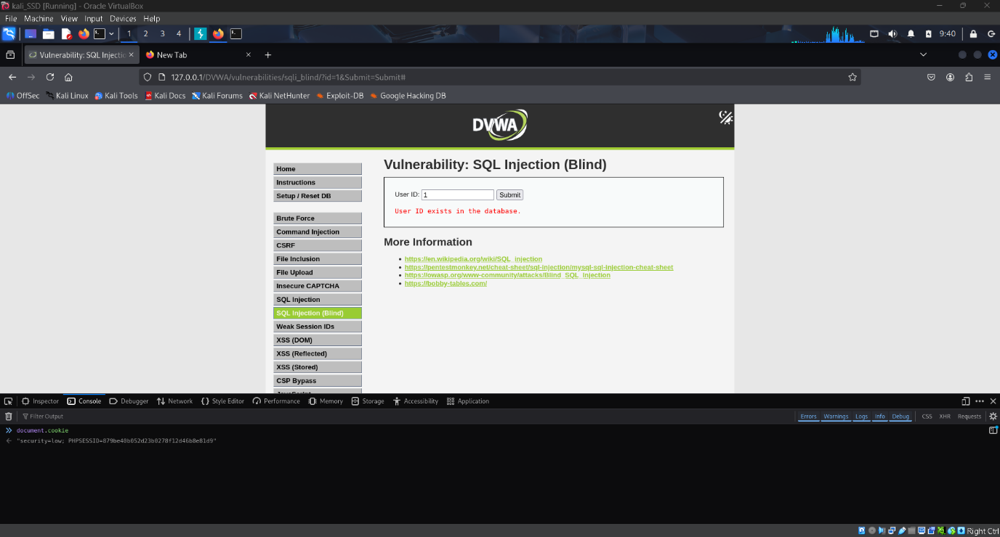 kali_SSD [Running] - Oracle VirtualBox
File Machine View Input Devices Help
1 2 3 4 9:40
Vulnerability: SQL Injectio New Tab
127.0.0.1/DVWA/vulnerabilities/sqli_blind/?id=1&Submit=Submit#
OffSec Kali Linux Kali Tools Kali Docs Kali Forums Kali NetHunter Exploit-DB Google Hacking DB
DVWA
Home
Instructions
Setup / Reset DB
Brute Force
Command Injection
CSRF
File Inclusion
File Upload
Insecure CAPTCHA
SQL Injection
SQL Injection (Blind)
Weak Session IDs
XSS (DOM)
XSS (Reflected)
XSS (Stored)
CSP Bypass
JavaScript
Vulnerability: SQL Injection (Blind)
User ID: 1 Submit
User ID exists in the database.
More Information
https://en.wikipedia.org/wiki/SQL_injection
https://pentestmonkey.net/cheat-sheet/sql-injection/mysql-sql-injection-cheat-sheet
https://owasp.org/www-community/attacks/Blind_SQL_Injection
https://bobby-tables.com/
Inspector Console Debugger Network Style Editor Performance Memory Storage Accessibility Application
Filter Output Errors Warnings Logs Info Debug CSS XHR Requests
document.cookie
"security=low; PHPSESSID=879be40b052d23b0278f12d46b8e81d9"
Right Ctrl